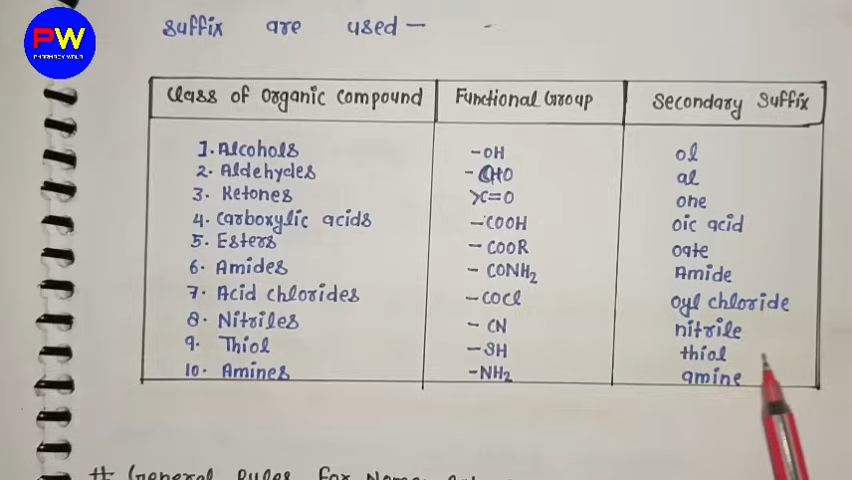 suffix are used —
PW
PHARMACY WALA
Class of Organic Compound Functional Group Secondary Suffix
1. Alcohols -OH ol
2. Aldehydes -CHO al
3. Ketones >C=O one
4. Carboxylic acids -COOH oic acid
5. Esters -COOR oate
6. Amides -CONH₂ Amide
7. Acid chlorides -COCl oyl chloride
8. Nitriles -CN nitrile
9. Thiol -SH thiol
10. Amines -NH₂ amine
# General Rules For